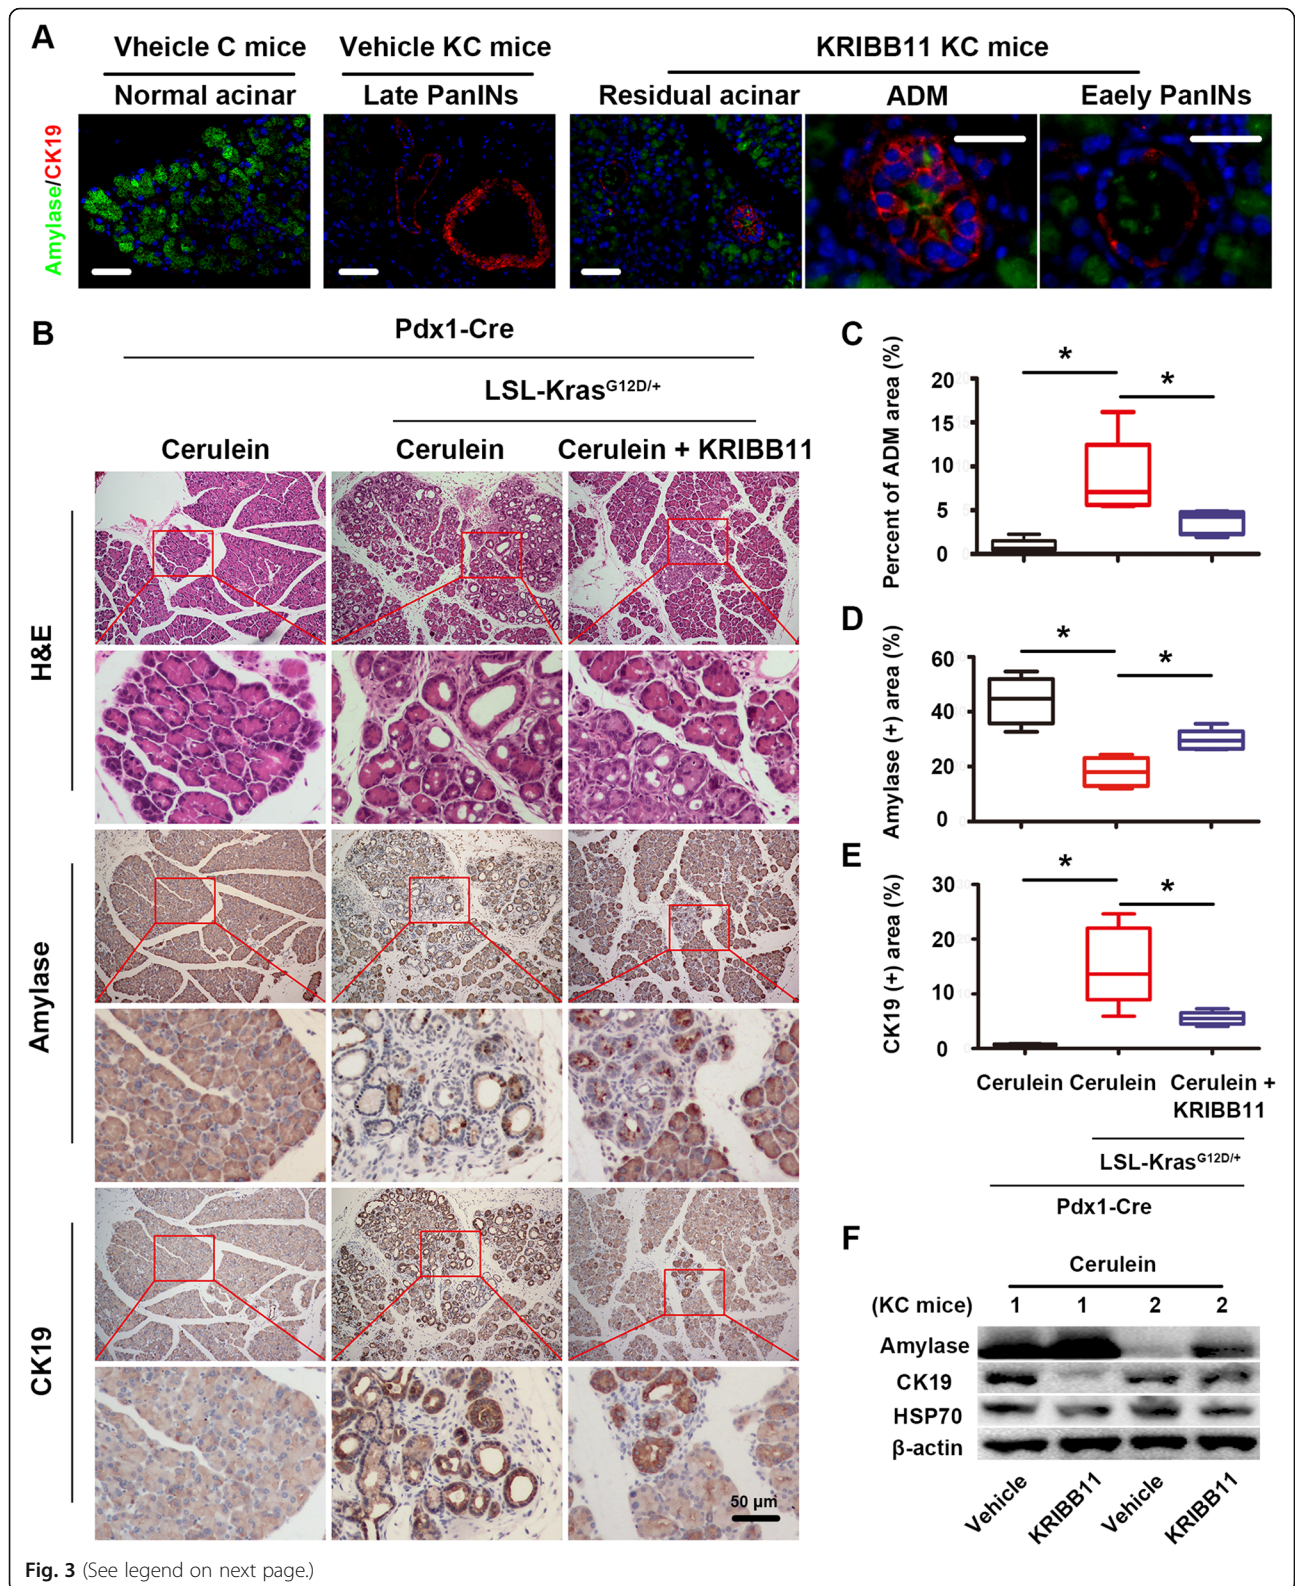 A
Vheicle C mice
Vehicle KC mice
KRIBB11 KC mice
Normal acinar
Late PanINs
Residual acinar
ADM
Eaely PanINs
Amylase/CK19
B
Pdx1-Cre
LSL-KrasG12D/+
Cerulein
Cerulein
Cerulein + KRIBB11
H&E
Amylase
CK19
50 µm
C
Percent of ADM area (%)
20
15
10
5
0
*
*
D
Amylase (+) area (%)
60
40
20
0
*
*
E
CK19 (+) area (%)
30
20
10
0
*
*
Cerulein Cerulein Cerulein +
KRIBB11
LSL-KrasG12D/+
Pdx1-Cre
F
Cerulein
(KC mice) 1 1 2 2
Amylase
CK19
HSP70
β-actin
Vehicle
KRIBB11
Vehicle
KRIBB11
Fig. 3 (See legend on next page.)